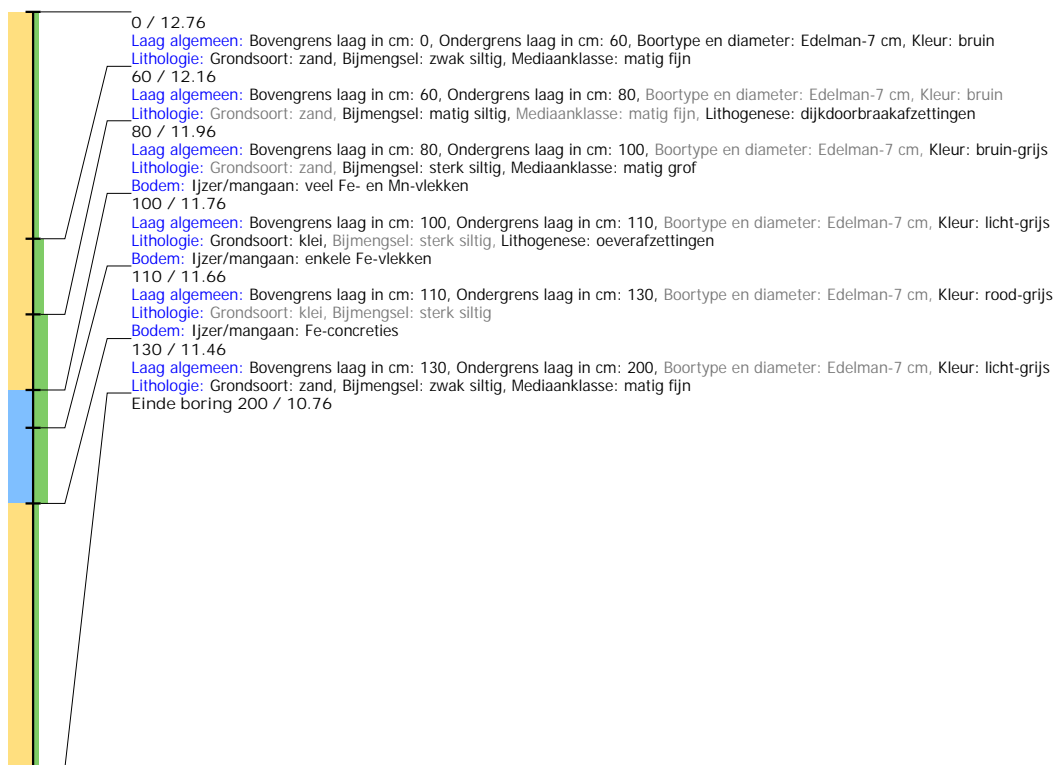 0 / 12.76
Laag algemeen: Bovengrens laag in cm: 0, Ondergrens laag in cm: 60, Boortype en diameter: Edelman-7 cm, Kleur: bruin
Lithologie: Grondsoort: zand, Bijmengsel: zwak siltig, Mediaanklasse: matig fijn
60 / 12.16
Laag algemeen: Bovengrens laag in cm: 60, Ondergrens laag in cm: 80, Boortype en diameter: Edelman-7 cm, Kleur: bruin
Lithologie: Grondsoort: zand, Bijmengsel: matig siltig, Mediaanklasse: matig fijn, Lithogenese: dijkdoorbraakafzettingen
80 / 11.96
Laag algemeen: Bovengrens laag in cm: 80, Ondergrens laag in cm: 100, Boortype en diameter: Edelman-7 cm, Kleur: bruin-grijs
Lithologie: Grondsoort: zand, Bijmengsel: sterk siltig, Mediaanklasse: matig grof
Bodem: Ijzer/mangaan: veel Fe- en Mn-vlekken
100 / 11.76
Laag algemeen: Bovengrens laag in cm: 100, Ondergrens laag in cm: 110, Boortype en diameter: Edelman-7 cm, Kleur: licht-grijs
Lithologie: Grondsoort: klei, Bijmengsel: sterk siltig, Lithogenese: oeverafzettingen
Bodem: Ijzer/mangaan: enkele Fe-vlekken
110 / 11.66
Laag algemeen: Bovengrens laag in cm: 110, Ondergrens laag in cm: 130, Boortype en diameter: Edelman-7 cm, Kleur: rood-grijs
Lithologie: Grondsoort: klei, Bijmengsel: sterk siltig
Bodem: Ijzer/mangaan: Fe-concreties
130 / 11.46
Laag algemeen: Bovengrens laag in cm: 130, Ondergrens laag in cm: 200, Boortype en diameter: Edelman-7 cm, Kleur: licht-grijs
Lithologie: Grondsoort: zand, Bijmengsel: zwak siltig, Mediaanklasse: matig fijn
Einde boring 200 / 10.76